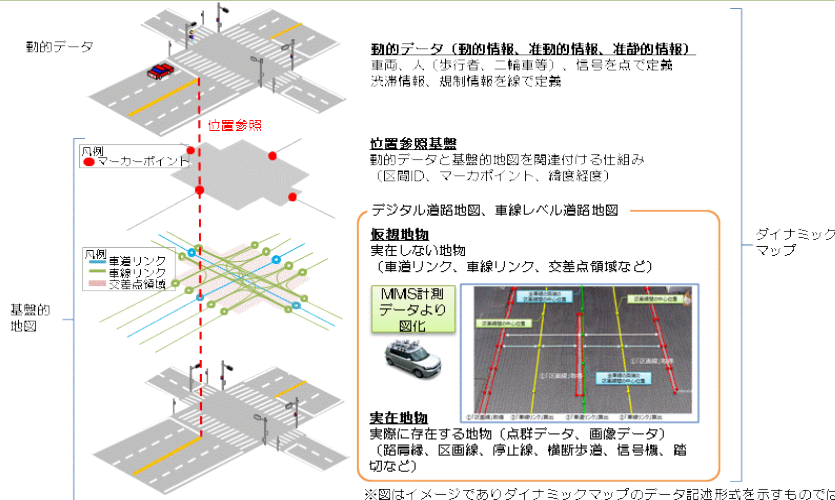 動的データ
動的データ（動的情報、准動的情報、准静的情報）
車両、人（歩行者、二輪車等）、信号を点で定義
渋滞情報、規制情報を線で定義
位置参照
凡例
マーカーポイント
位置参照基盤
動的データと基盤的地図を関連付ける仕組み
（区間ID、マーカポイント、緯度経度）
デジタル道路地図、車線レベル道路地図
仮想地物
実在しない地物
（車道リンク、車線リンク、交差点領域など）
ダイナミック
マップ
凡例
車道リンク
車線リンク
交差点領域
基盤的
地図
MMS計測
データより
図化
実在地物
実際に存在する地物（点群データ、画像データ）
（路肩縁、区画線、停止線、横断歩道、信号機、踏
切など）
※図はイメージでありダイナミックマップのデータ記述形式を示すものでは